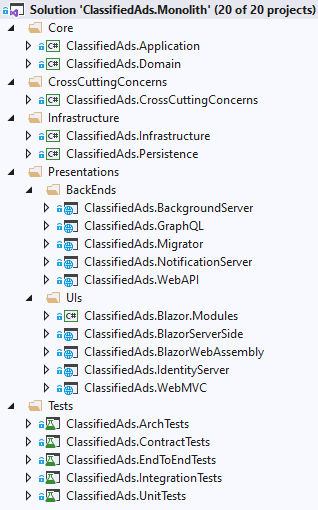 Solution 'ClassifiedAds.Monolith' (20 of 20 projects)
Core
C# ClassifiedAds.Application
C# ClassifiedAds.Domain
CrossCuttingConcerns
C# ClassifiedAds.CrossCuttingConcerns
Infrastructure
C# ClassifiedAds.Infrastructure
C# ClassifiedAds.Persistence
Presentations
BackEnds
ClassifiedAds.BackgroundServer
ClassifiedAds.GraphQL
ClassifiedAds.Migrator
ClassifiedAds.NotificationServer
ClassifiedAds.WebAPI
UIs
C# ClassifiedAds.Blazor.Modules
ClassifiedAds.BlazorServerSide
ClassifiedAds.BlazorWebAssembly
ClassifiedAds.IdentityServer
ClassifiedAds.WebMVC
Tests
ClassifiedAds.ArchTests
ClassifiedAds.ContractTests
ClassifiedAds.EndToEndTests
ClassifiedAds.IntegrationTests
ClassifiedAds.UnitTests